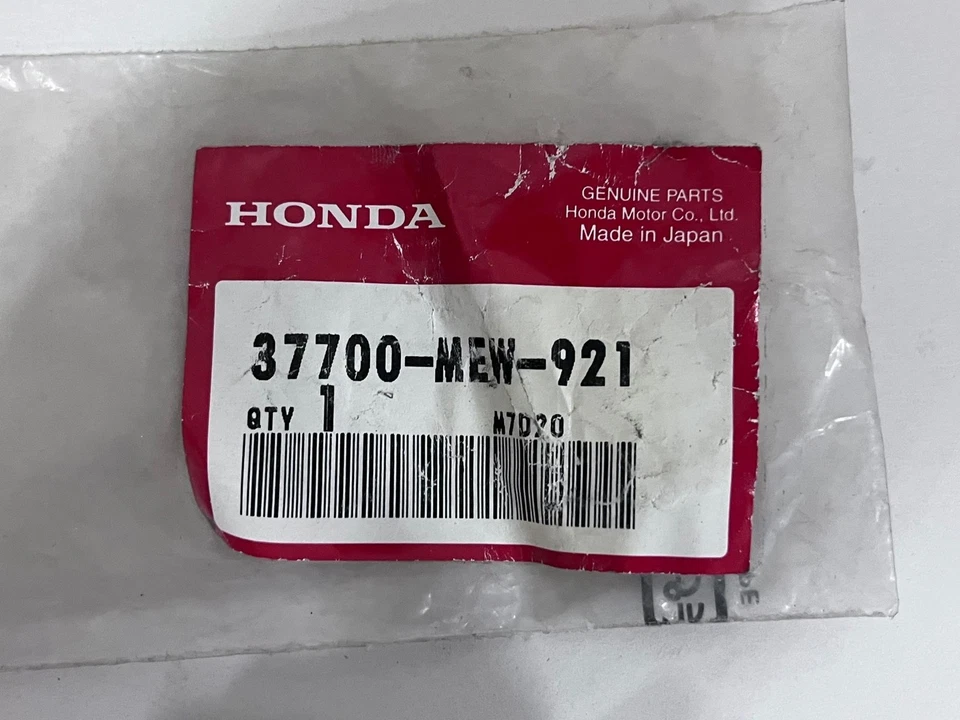 HONDA
GENUINE PARTS
Honda Motor Co., Ltd.
Made in Japan
37700-MEW-921
QTY 1 M7D20